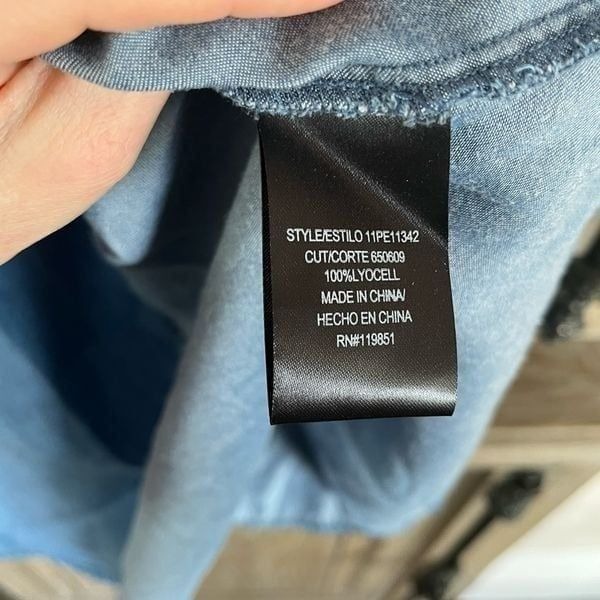 STYLE/ESTILO 11PE11342
CUT/CORTE 650609
100%LYOCELL
MADE IN CHINA/
HECHO EN CHINA
RN#119851